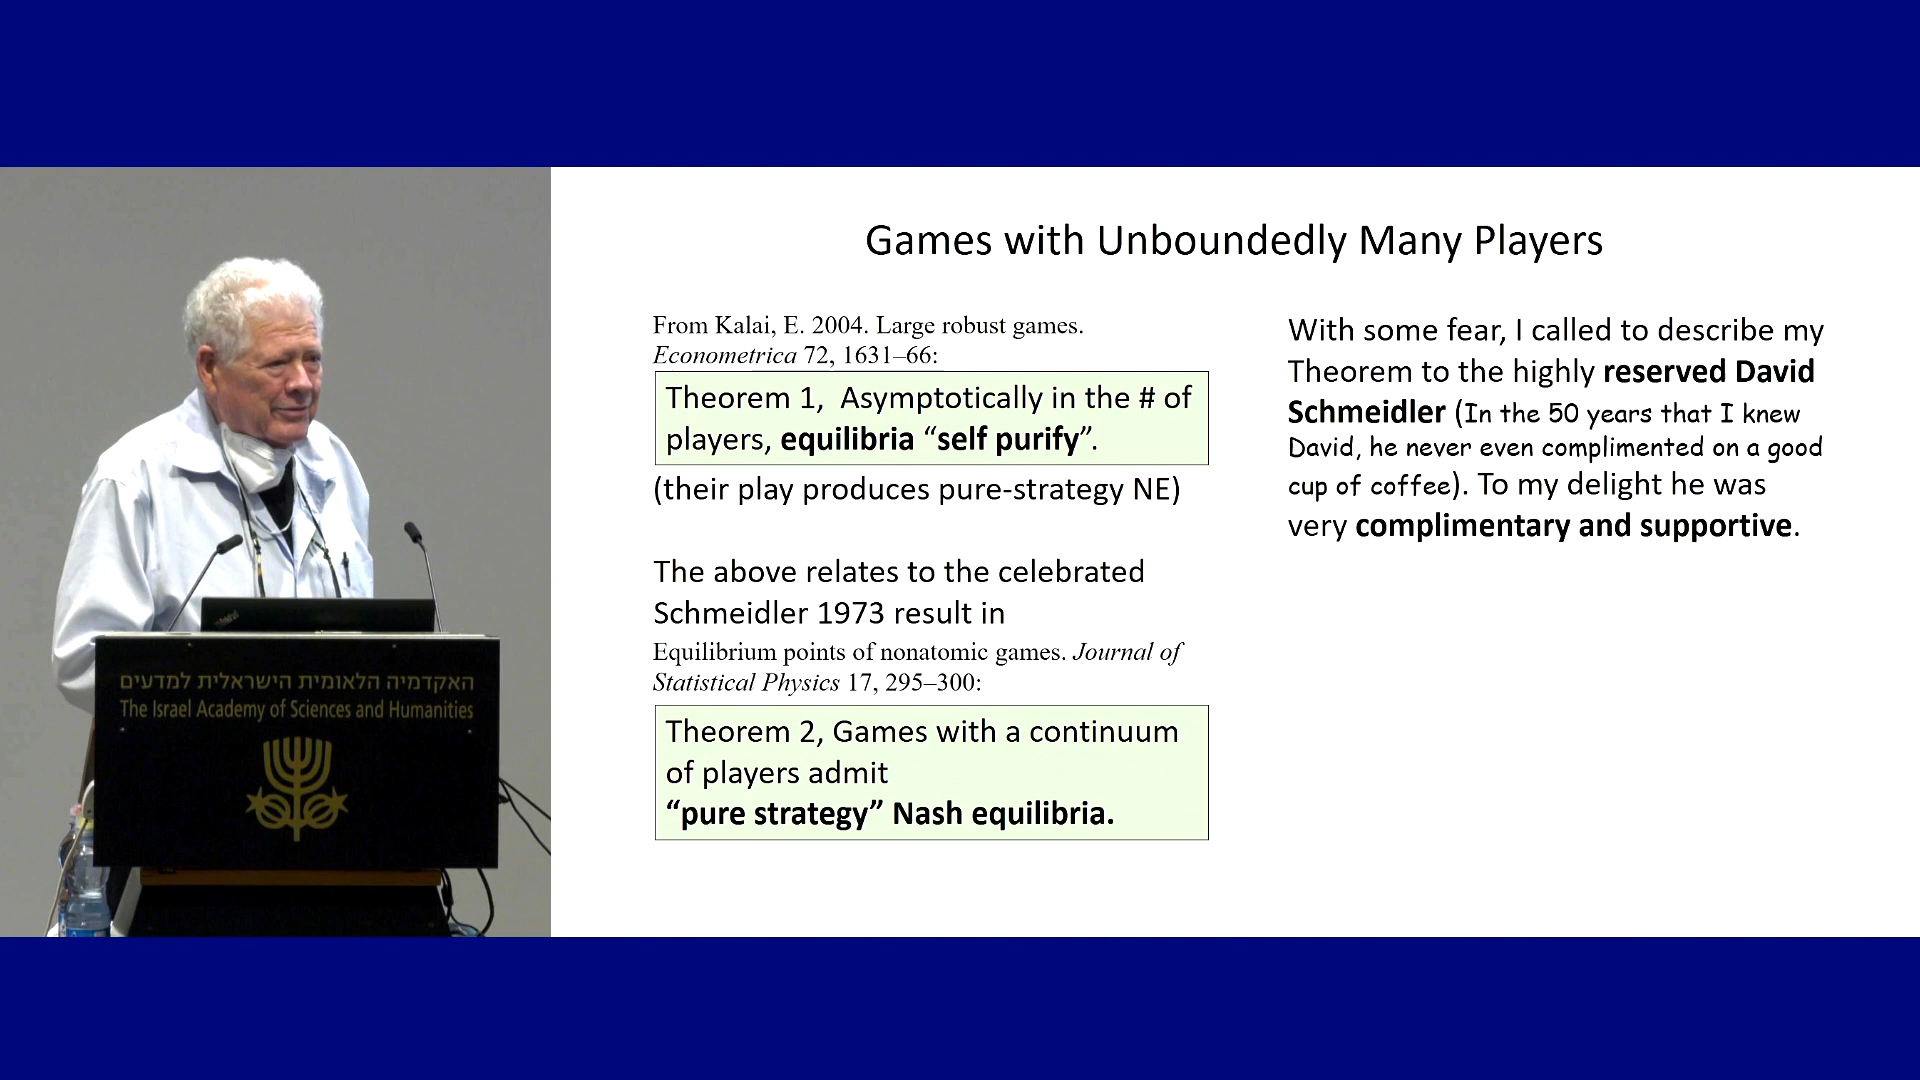 Games with Unboundedly Many Players
From Kalai, E. 2004. Large robust games.
Econometrica 72, 1631–66:
Theorem 1, Asymptotically in the # of
players, equilibria “self purify”.
(their play produces pure-strategy NE)
The above relates to the celebrated
Schmeidler 1973 result in
Equilibrium points of nonatomic games. Journal of
Statistical Physics 17, 295–300:
Theorem 2, Games with a continuum
of players admit
“pure strategy” Nash equilibria.
With some fear, I called to describe my
Theorem to the highly reserved David
Schmeidler (In the 50 years that I knew
David, he never even complimented on a good
cup of coffee). To my delight he was
very complimentary and supportive.
האקדמיה הלאומית הישראלית למדעים
The Israel Academy of Sciences and Humanities